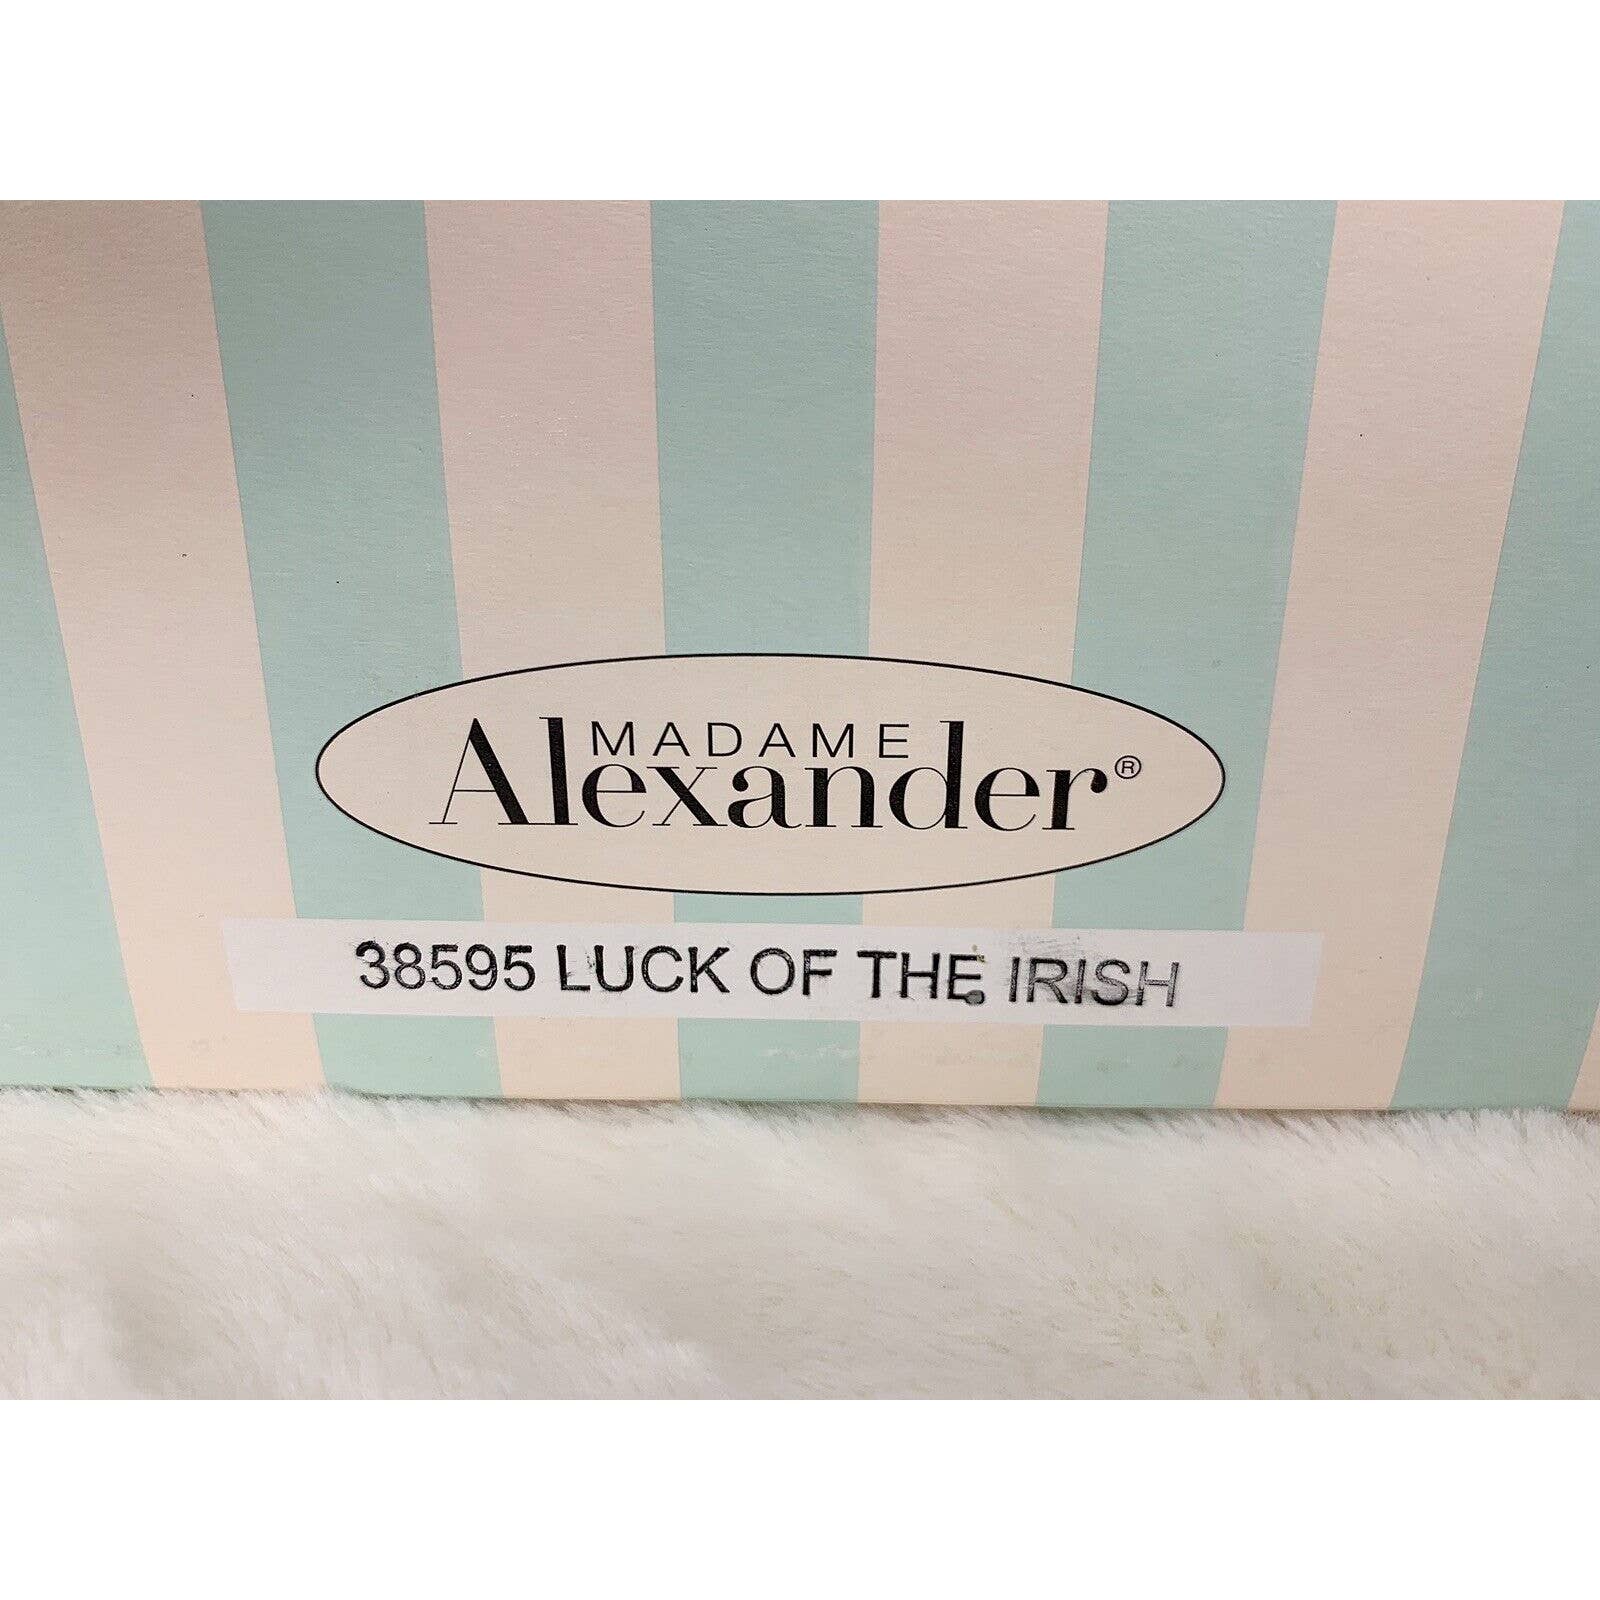 MADAME
Alexander®
38595 LUCK OF THE IRISH